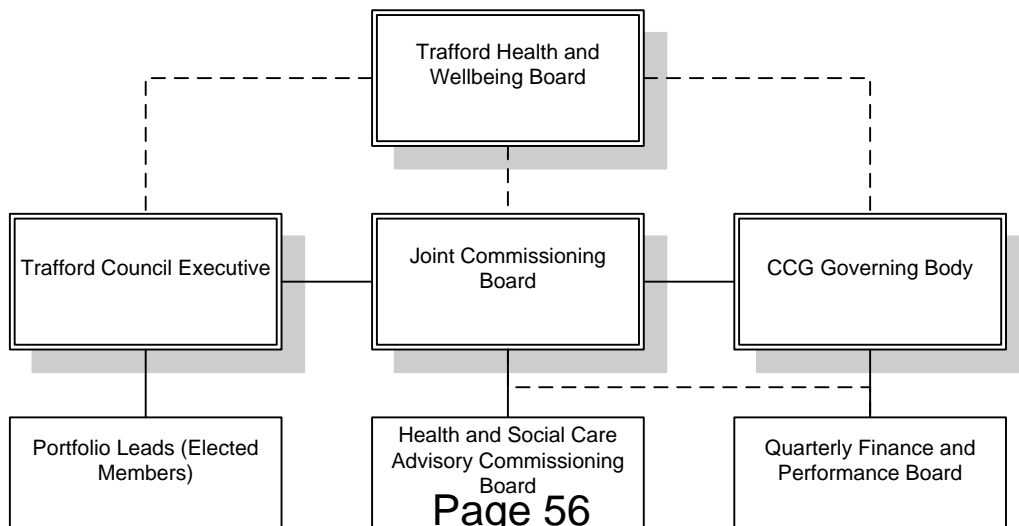 Trafford Health and
Wellbeing Board
Trafford Council Executive
Joint Commissioning
Board
CCG Governing Body
Portfolio Leads (Elected
Members)
Health and Social Care
Advisory Commissioning
Board
Quarterly Finance and
Performance Board
Page 56